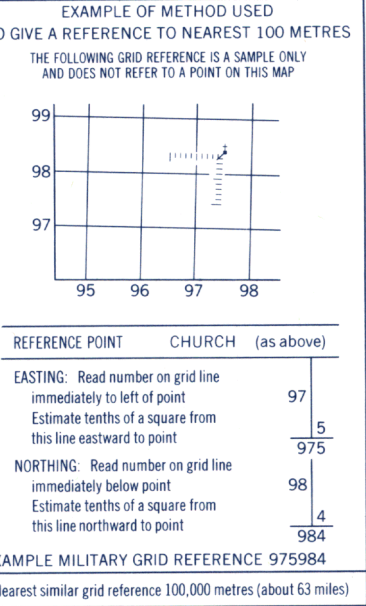 EXAMPLE OF METHOD USED
GIVE A REFERENCE TO NEAREST 100 METRES
THE FOLLOWING GRID REFERENCE IS A SAMPLE ONLY
AND DOES NOT REFER TO A POINT ON THIS MAP
99
98
97
95 96 97 98
REFERENCE POINT CHURCH (as above)
EASTING: Read number on grid line
immediately to left of point 97
Estimate tenths of a square from
this line eastward to point 5
975
NORTHING: Read number on grid line
immediately below point 98
Estimate tenths of a square from
this line northward to point 4
984
AMPLE MILITARY GRID REFERENCE 975984
earest similar grid reference 100,000 metres (about 63 miles)